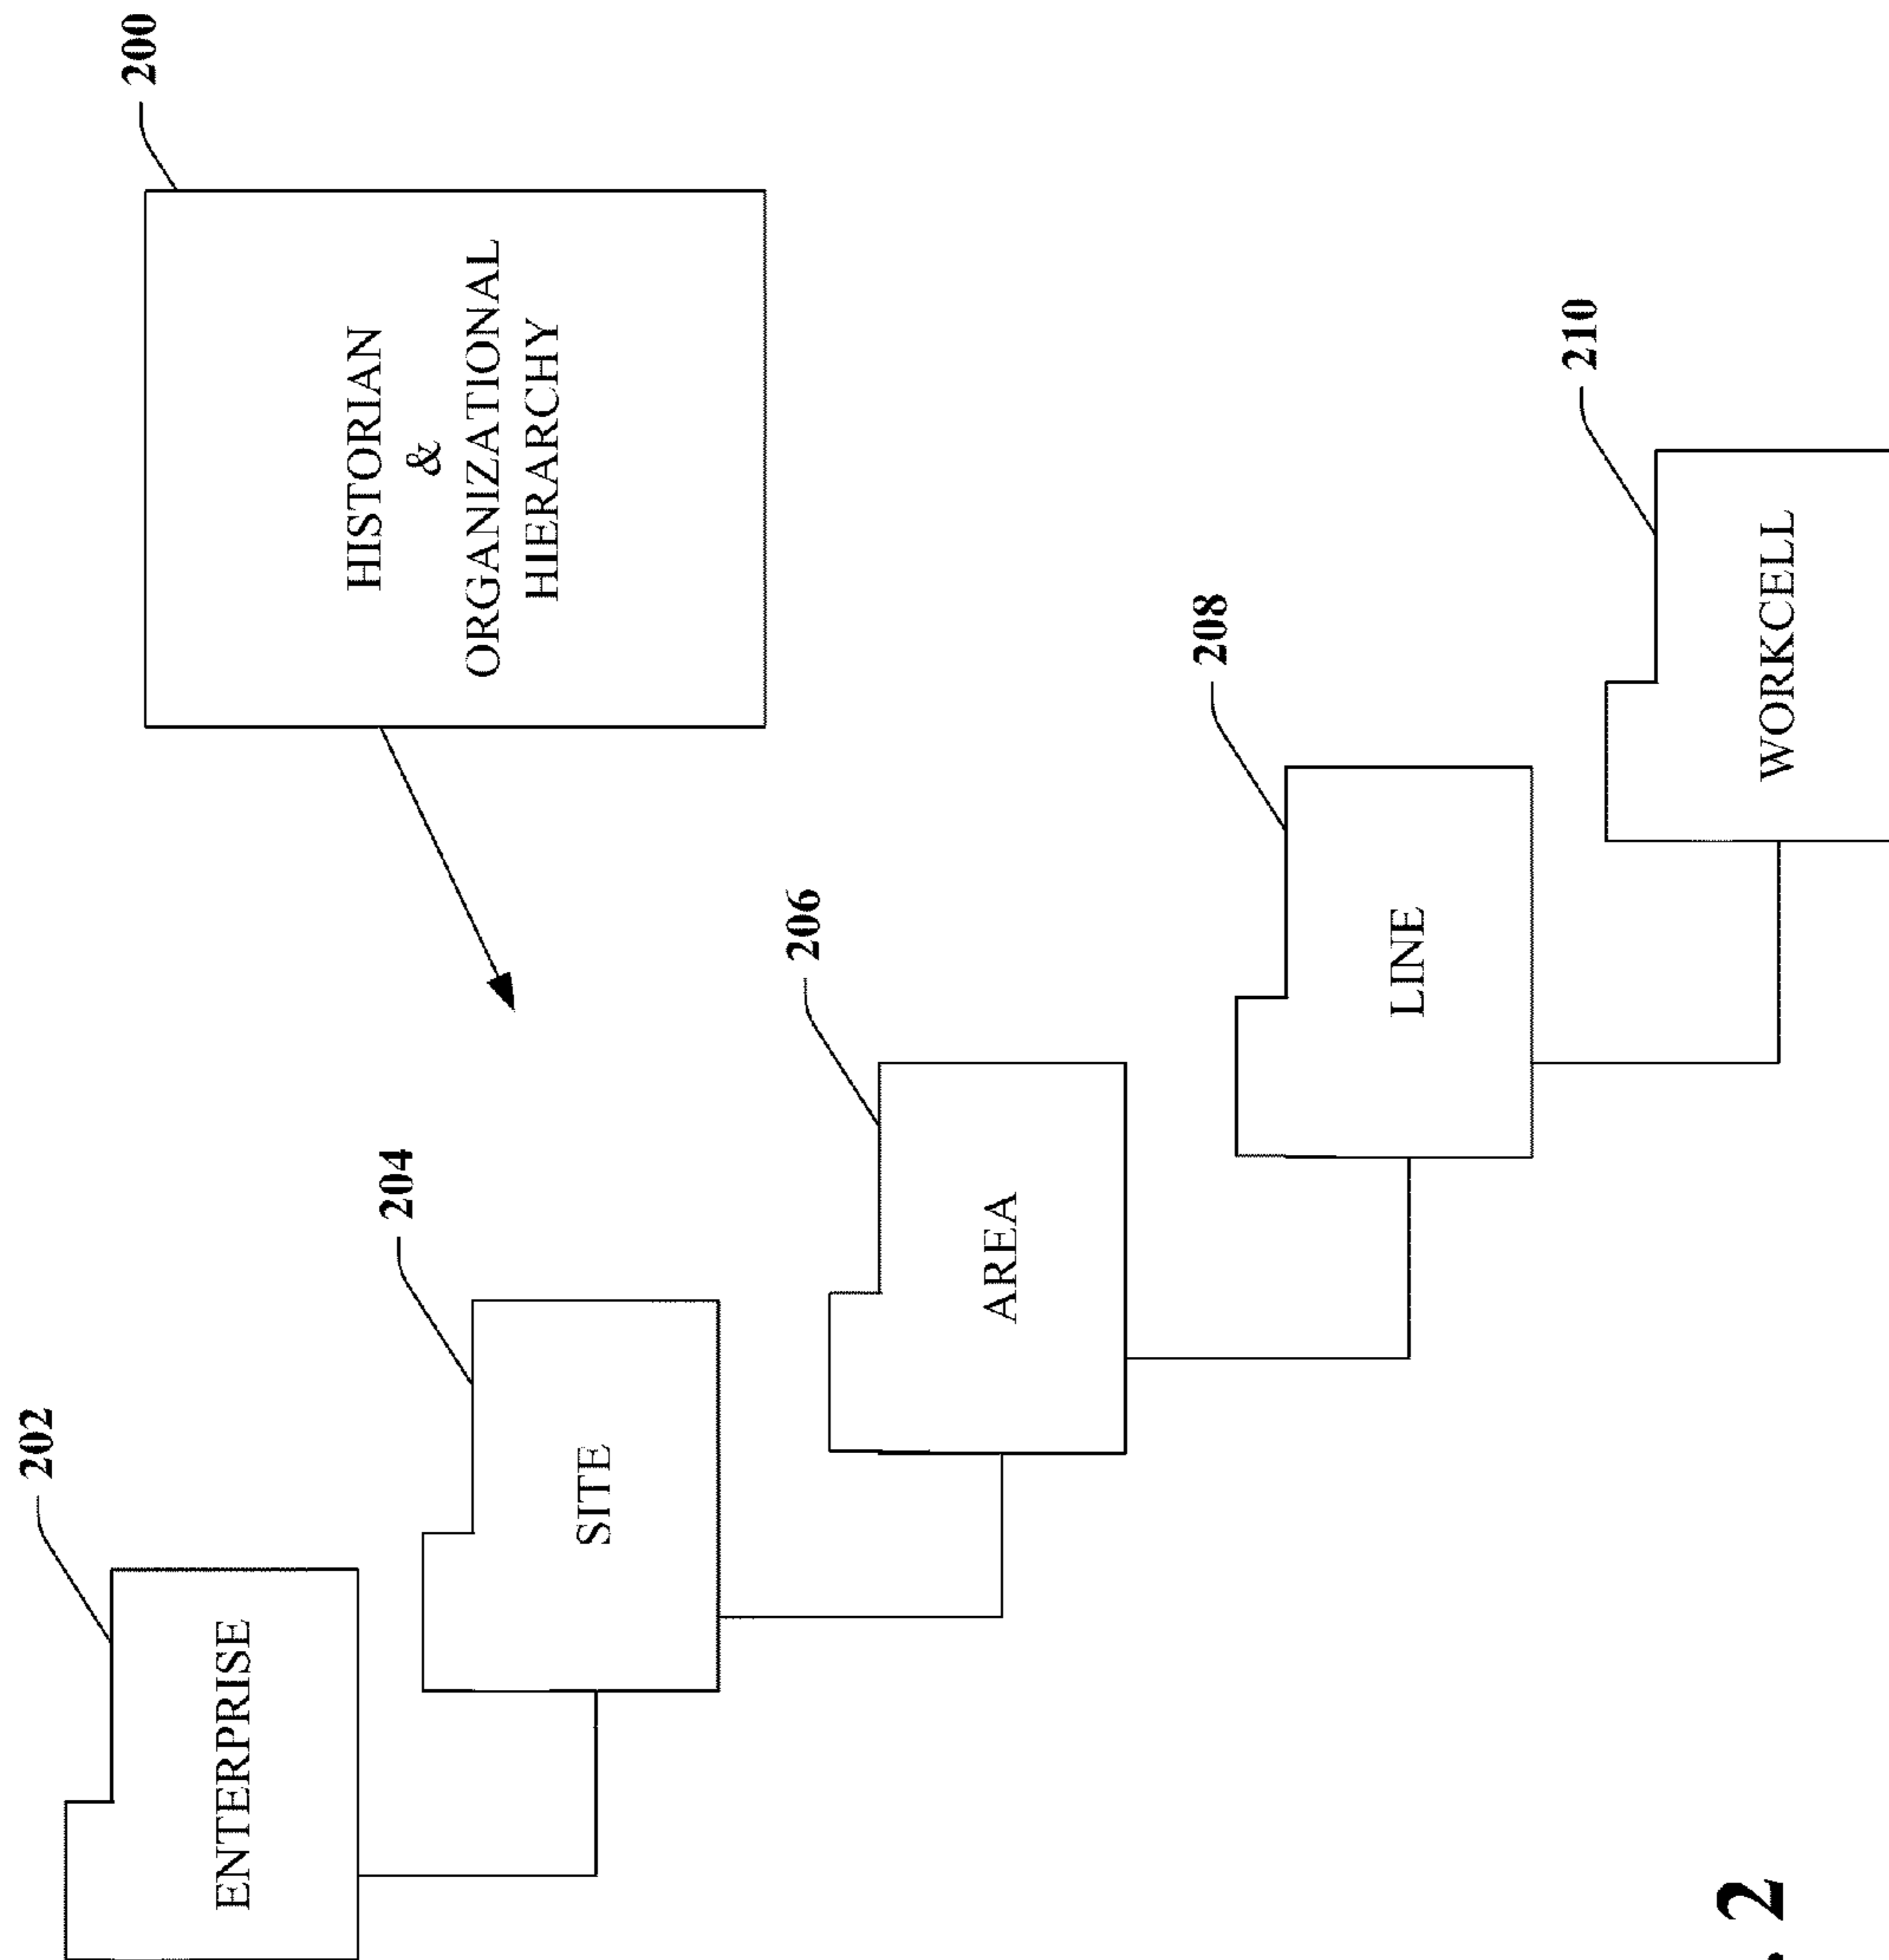 200
HISTORIAN
&
ORGANIZATIONAL
HIERARCHY
202
ENTERPRISE
204
SITE
206
AREA
208
LINE
210
WORKCELL
. 2